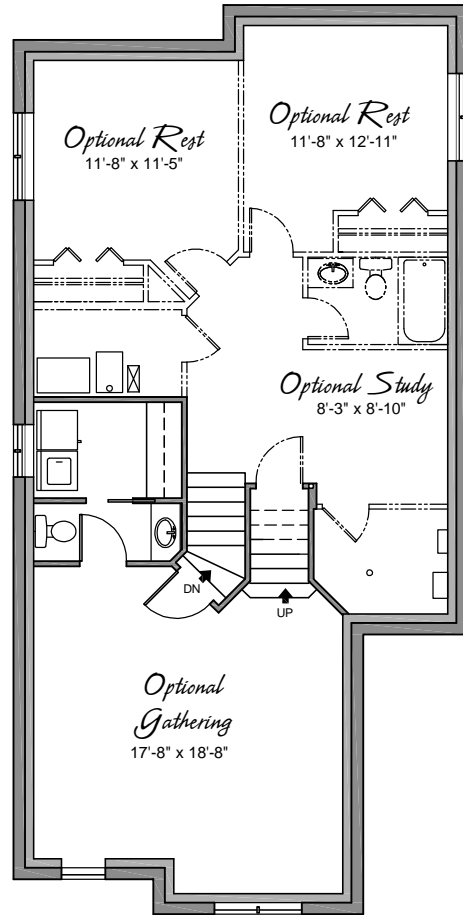 Optional Rest
11'-8" x 11'-5"
Optional Rest
11'-8" x 12'-11"
Optional Study
8'-3" x 8'-10"
DN
UP
Optional
Gathering
17'-8" x 18'-8"